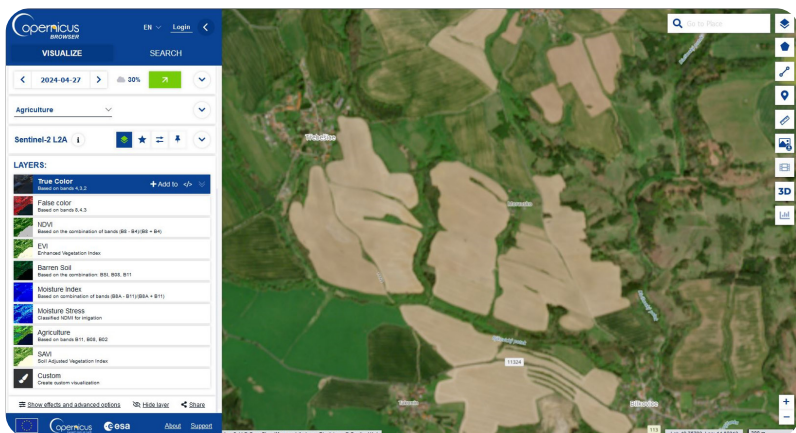 Copernicus
BROWSER
EN
Login
VISUALIZE
SEARCH
2024-04-27
30%
Agriculture
Sentinel-2 L2A
LAYERS:
True Color
Based on bands 4,3,2
Add to </>
False color
Based on bands 8,4,3
NDVI
Based on the combination of bands (B8 - B4)/(B8 + B4)
EVI
Enhanced Vegetation Index
Barren Soil
Based on the combination BSI, B08, B11
Moisture Index
Based on combination of bands (B8A - B11)/(B8A + B11)
Moisture Stress
Classified NDMI for irrigation
Agriculture
Based on bands B11, B08, B02
SAVI
Soil Adjusted Vegetation Index
Custom
Create custom visualization
Show effects and advanced options
Hide layer
Share
Copernicus
esa
About
Support
Go to Place
3D
11324
113